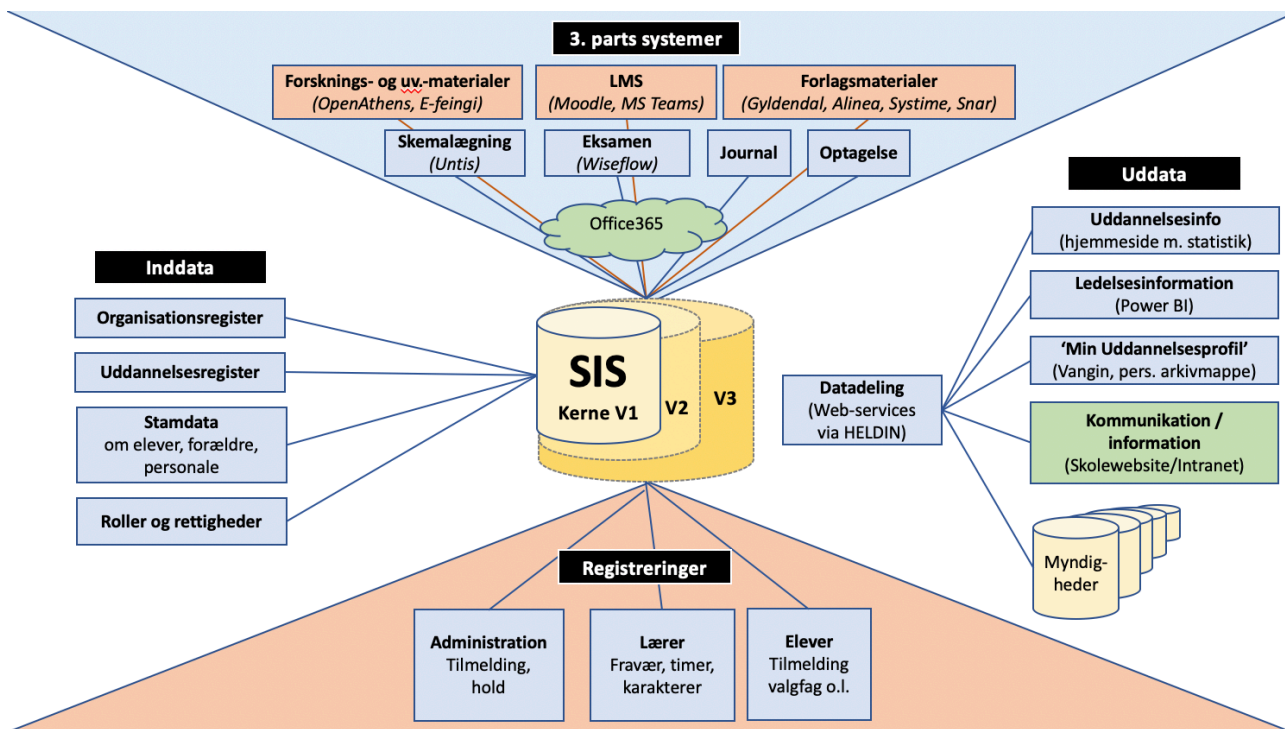 3. parts systemer
Forsknings- og uv.-materialer
(OpenAthens, E-feingi)
LMS
(Moodle, MS Teams)
Forlagsmaterialer
(Gyldendal, Alinea, Systime, Snar)
Skemalægning
(Untis)
Eksamen
(Wiseflow)
Journal
Optagelse
Office365
Inddata
Organisationsregister
Uddannelsesregister
Stamdata
om elever, forældre,
personale
Roller og rettigheder
SIS
Kerne V1
V2
V3
Uddata
Datadeling
(Web-services
via HELDIN)
Uddannelsesinfo
(hjemmeside m. statistik)
Ledelsesinformation
(Power BI)
‘Min Uddannelsesprofil’
(Vangin, pers. arkivmappe)
Kommunikation /
information
(Skolewebsite/Intranet)
Myndig-
heder
Registreringer
Administration
Tilmelding,
hold
Lærer
Fravær, timer,
karakterer
Elever
Tilmelding
valgfag o.l.